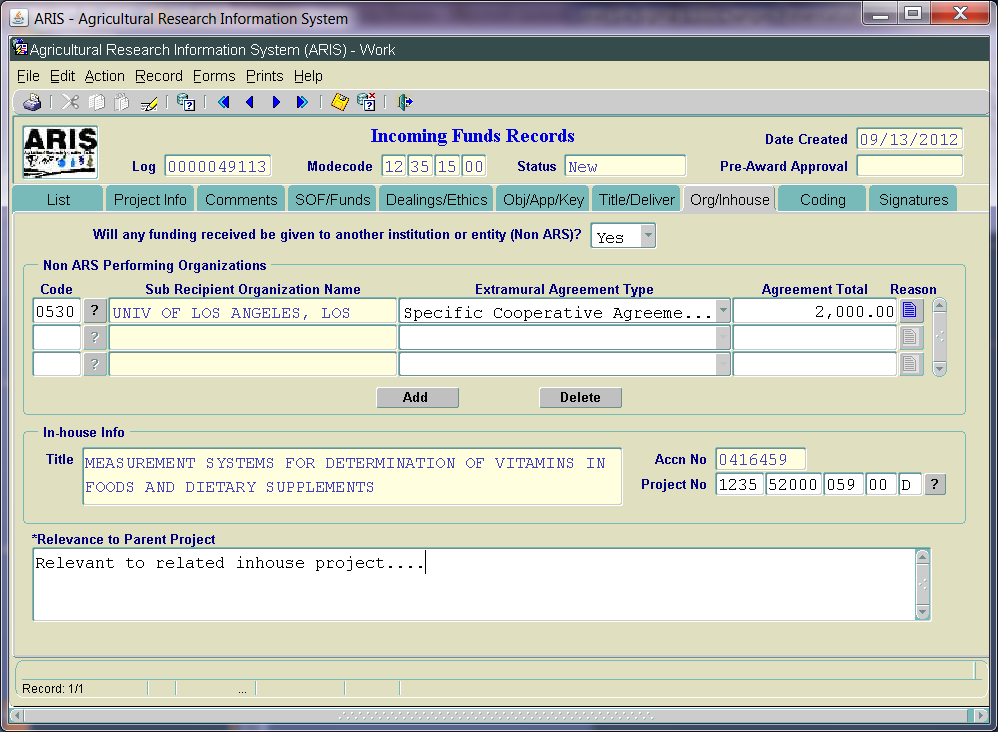 ARIS - Agricultural Research Information System
Agricultural Research Information System (ARIS) - Work
File Edit Action Record Forms Prints Help
ARIS
Incoming Funds Records
Date Created 09/13/2012
Log 0000049113 Modecode 12 35 15 00 Status New Pre-Award Approval
List Project Info Comments SOF/Funds Dealings/Ethics Obj/App/Key Title/Deliver Org/Inhouse Coding Signatures
Will any funding received be given to another institution or entity (Non ARS)? Yes
Non ARS Performing Organizations
Code Sub Recipient Organization Name Extramural Agreement Type Agreement Total Reason
0530 ? UNIV OF LOS ANGELES, LOS Specific Cooperative Agreeme... 2,000.00
?
?
Add Delete
In-house Info
Title MEASUREMENT SYSTEMS FOR DETERMINATION OF VITAMINS IN
FOODS AND DIETARY SUPPLEMENTS
Accn No 0416459
Project No 1235 52000 059 00 D ?
*Relevance to Parent Project
Relevant to related inhouse project....
Record: 1/1 ...